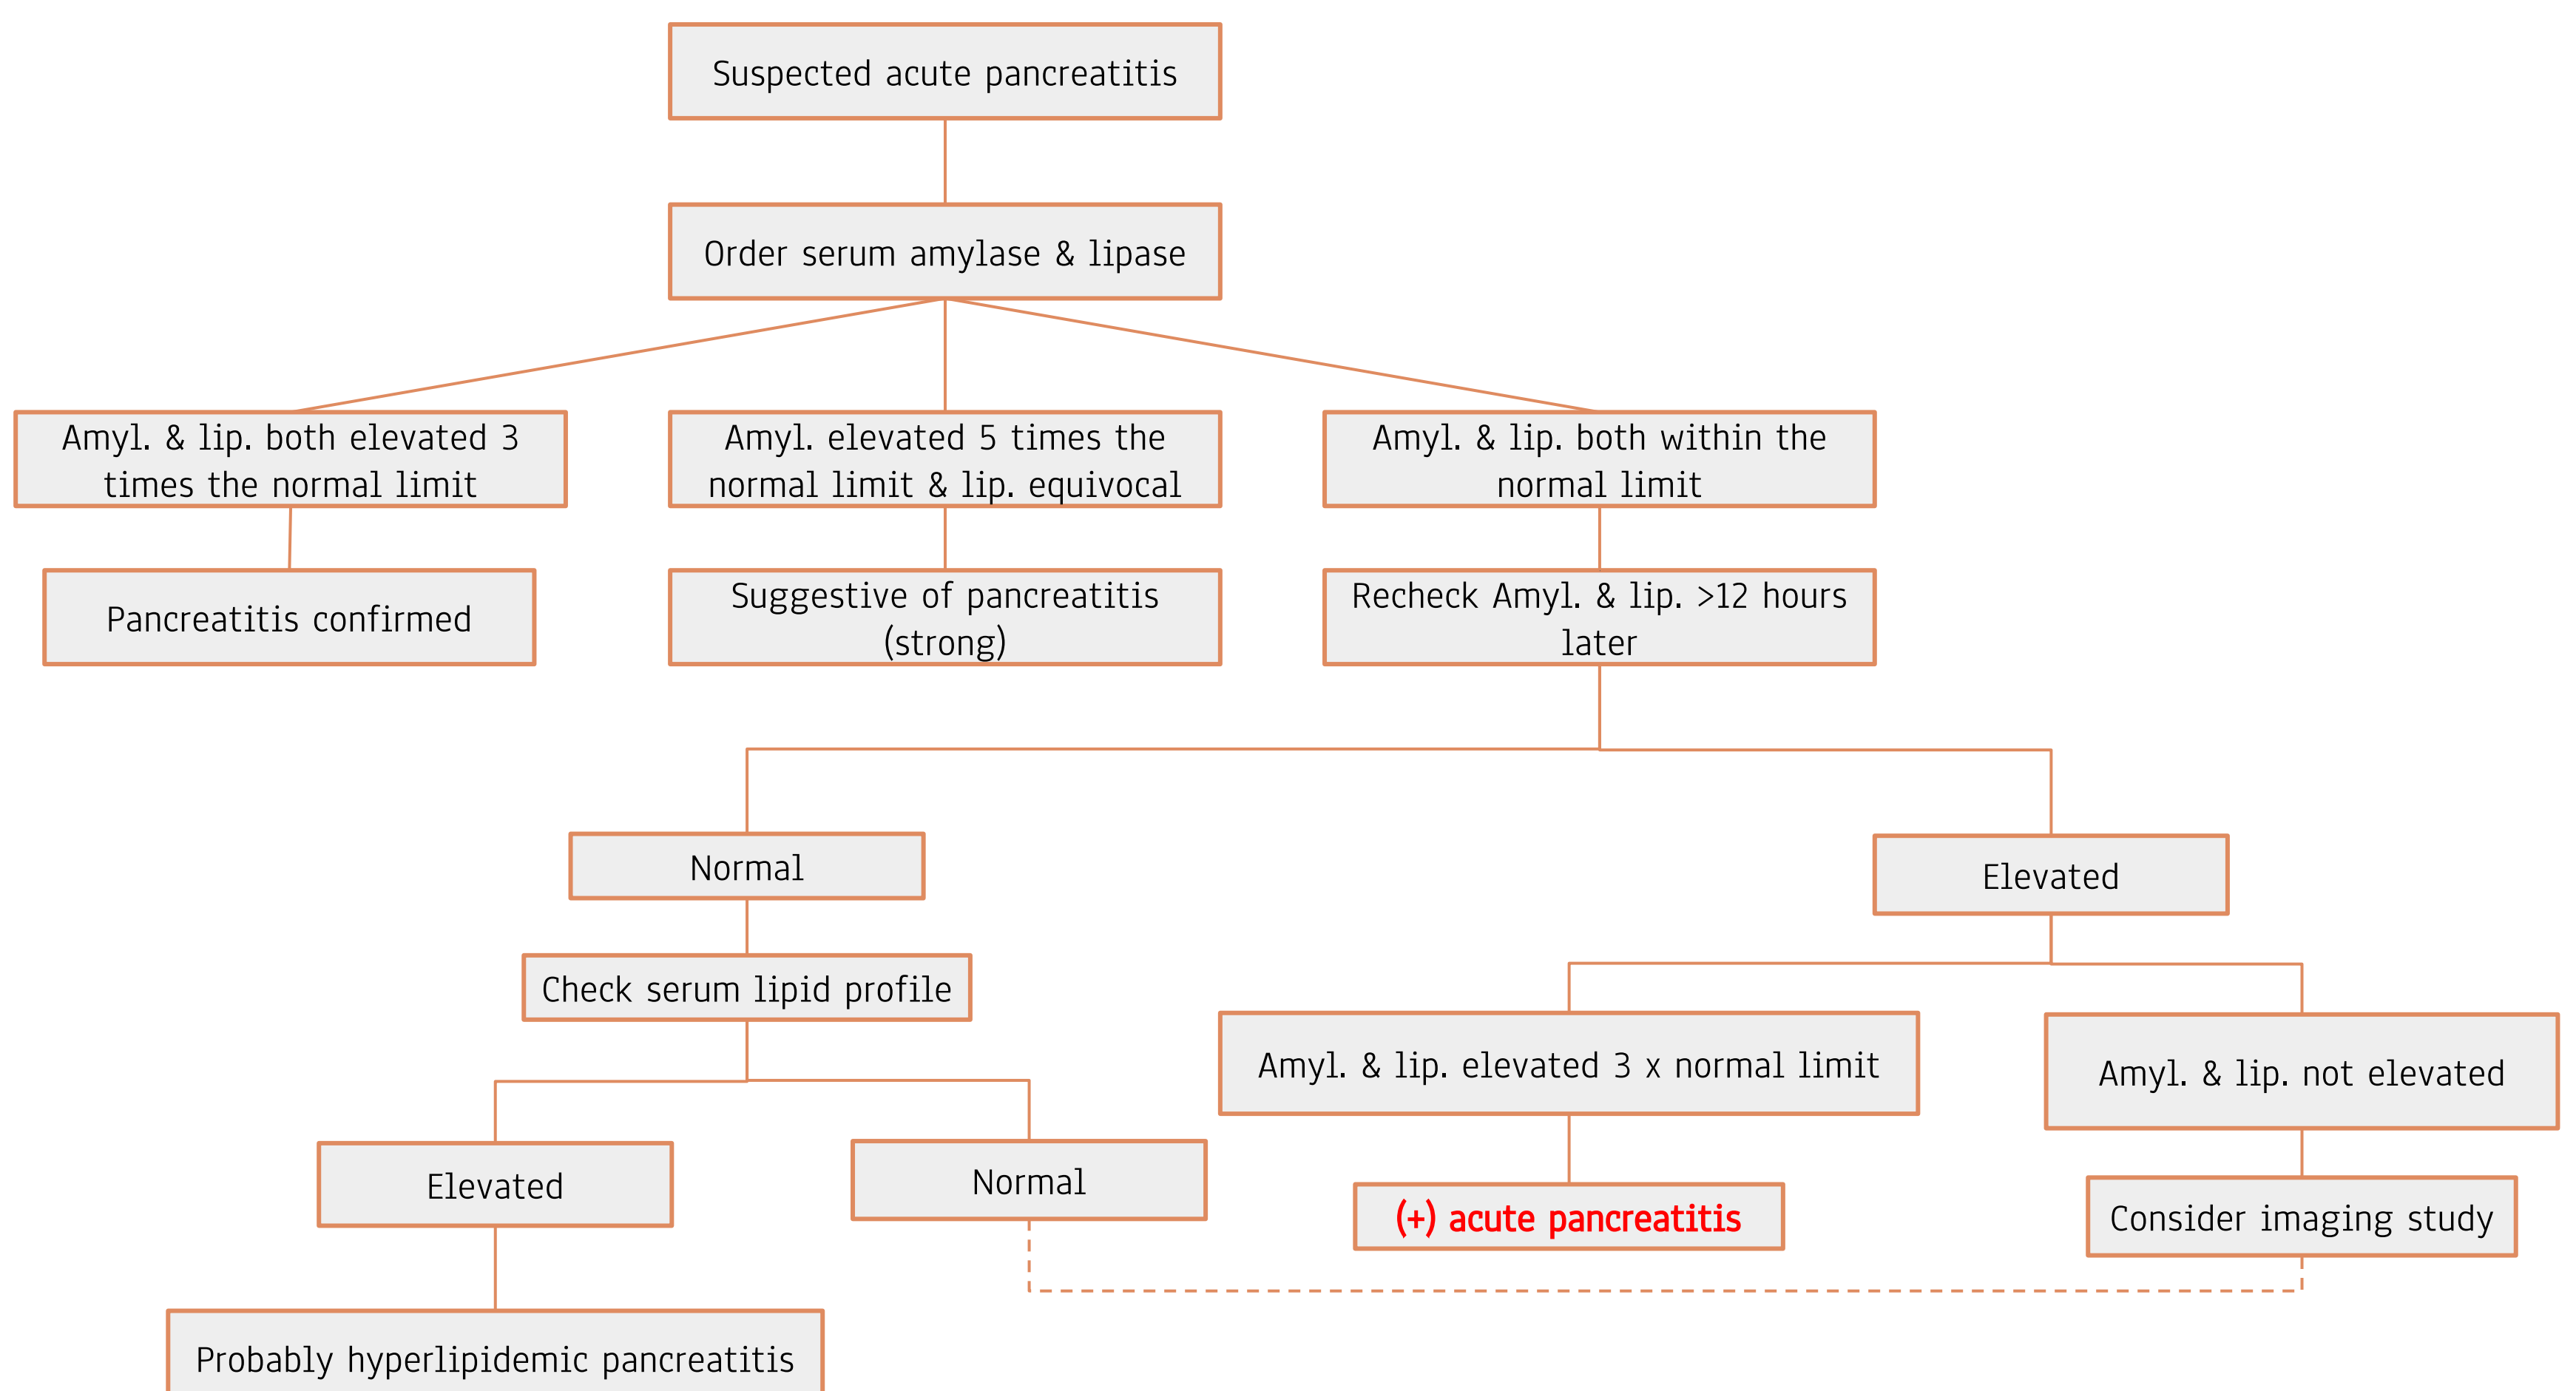 Suspected acute pancreatitis
Order serum amylase & lipase
Amyl. & lip. both elevated 3
times the normal limit
Amyl. elevated 5 times the
normal limit & lip. equivocal
Amyl. & lip. both within the
normal limit
Pancreatitis confirmed
Suggestive of pancreatitis
(strong)
Recheck Amyl. & lip. >12 hours
later
Normal
Elevated
Check serum lipid profile
Amyl. & lip. elevated 3 x normal limit
Amyl. & lip. not elevated
Elevated
Normal
(+) acute pancreatitis
Consider imaging study
Probably hyperlipidemic pancreatitis